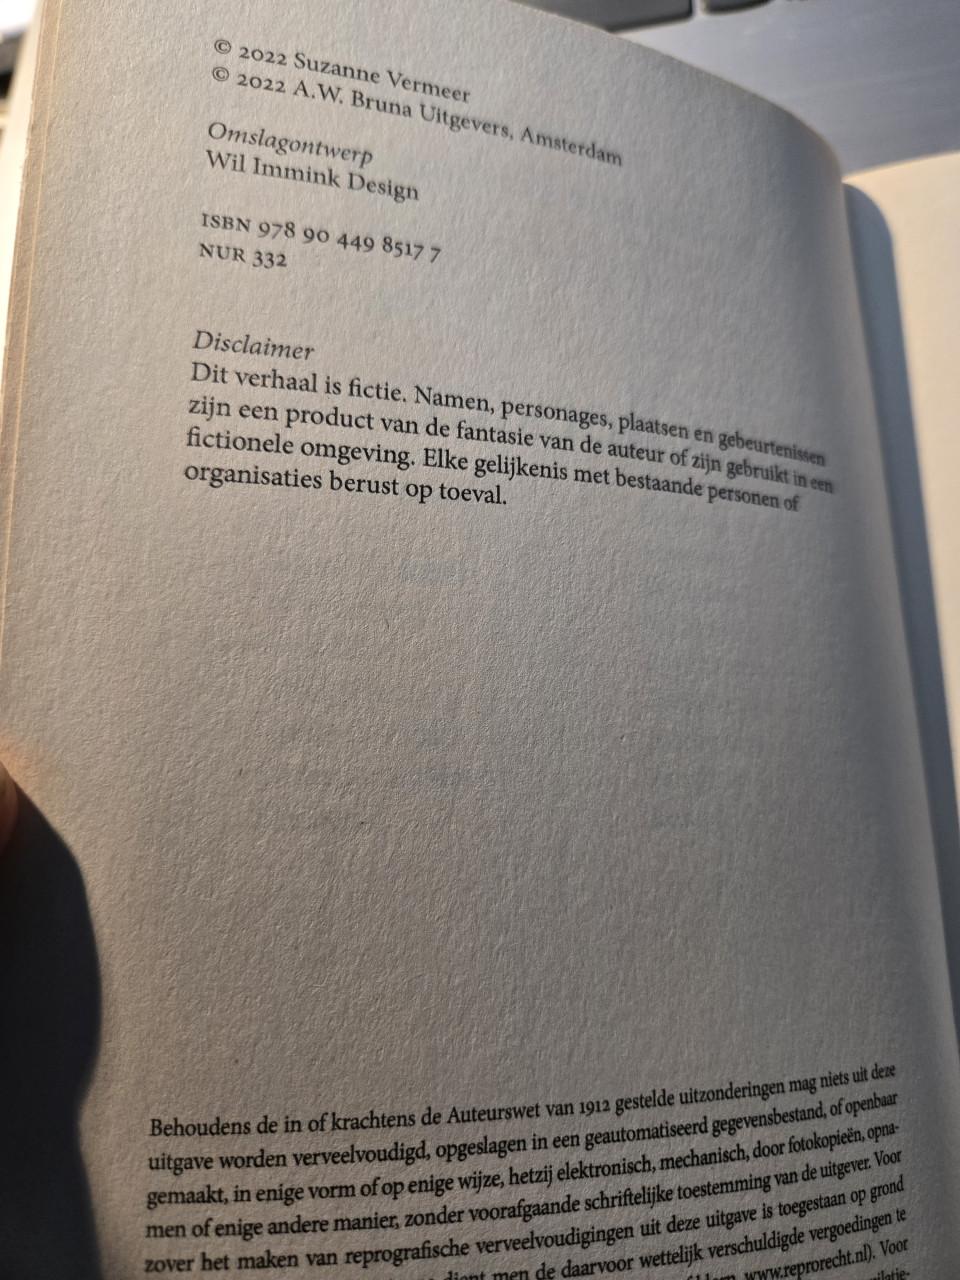 © 2022 Suzanne Vermeer
© 2022 A.W. Bruna Uitgevers, Amsterdam
Omslagontwerp
Wil Immink Design
ISBN 978 90 449 8517 7
NUR 332
Disclaimer
Dit verhaal is fictie. Namen, personages, plaatsen en gebeurtenissen
zijn een product van de fantasie van de auteur of zijn gebruikt in een
fictionele omgeving. Elke gelijkenis met bestaande personen of
organisaties berust op toeval.
Behoudens de in of krachtens de Auteurswet van 1912 gestelde uitzonderingen mag niets uit deze
uitgave worden verveelvoudigd, opgeslagen in een geautomatiseerd gegevensbestand, of openbaar
gemaakt, in enige vorm of op enige wijze, hetzij elektronisch, mechanisch, door fotokopieën, opna-
men of enige andere manier, zonder voorafgaande schriftelijke toestemming van de uitgever. Voor
zover het maken van reprografische verveelvoudigingen uit deze uitgave is toegestaan op grond
dient men de daarvoor wettelijk verschuldigde vergoedingen te
www.reprorecht.nl). Voor